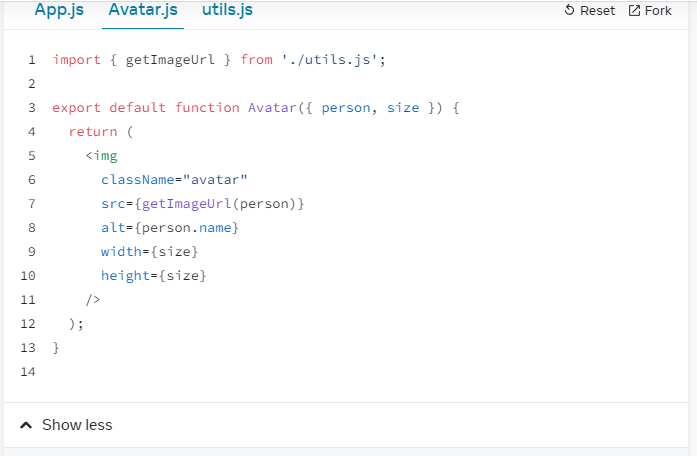 App.js Avatar.js utils.js Reset Fork
1 import { getImageUrl } from './utils.js';
2
3 export default function Avatar({ person, size }) {
4   return (
5     <img
6       className="avatar"
7       src={getImageUrl(person)}
8       alt={person.name}
9       width={size}
10       height={size}
11     />
12   );
13 }
14
Show less